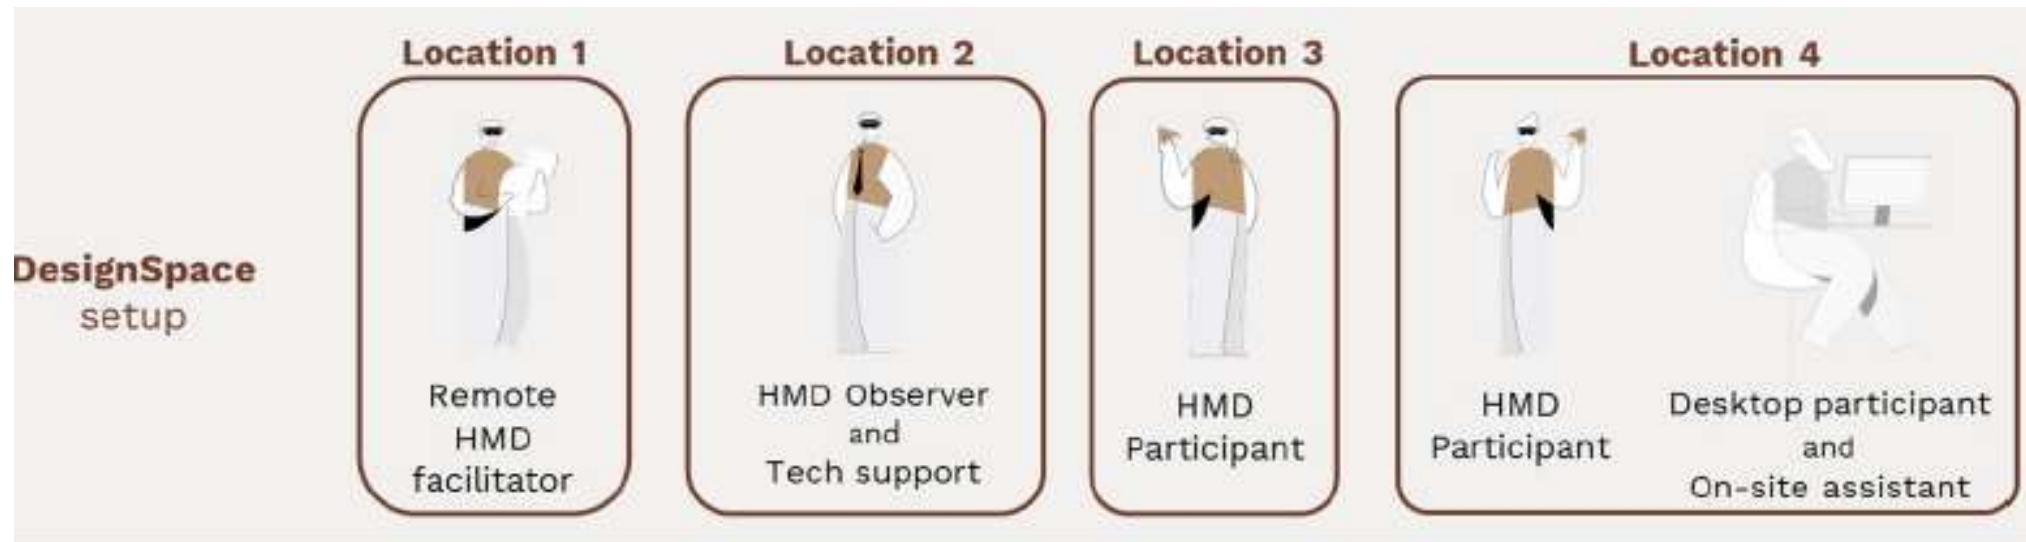 Location 1
Location 2
Location 3
Location 4
DesignSpace
setup
Remote
HMD
facilitator
HMD Observer
and
Tech support
HMD
Participant
HMD
Participant
Desktop participant
and
On-site assistant